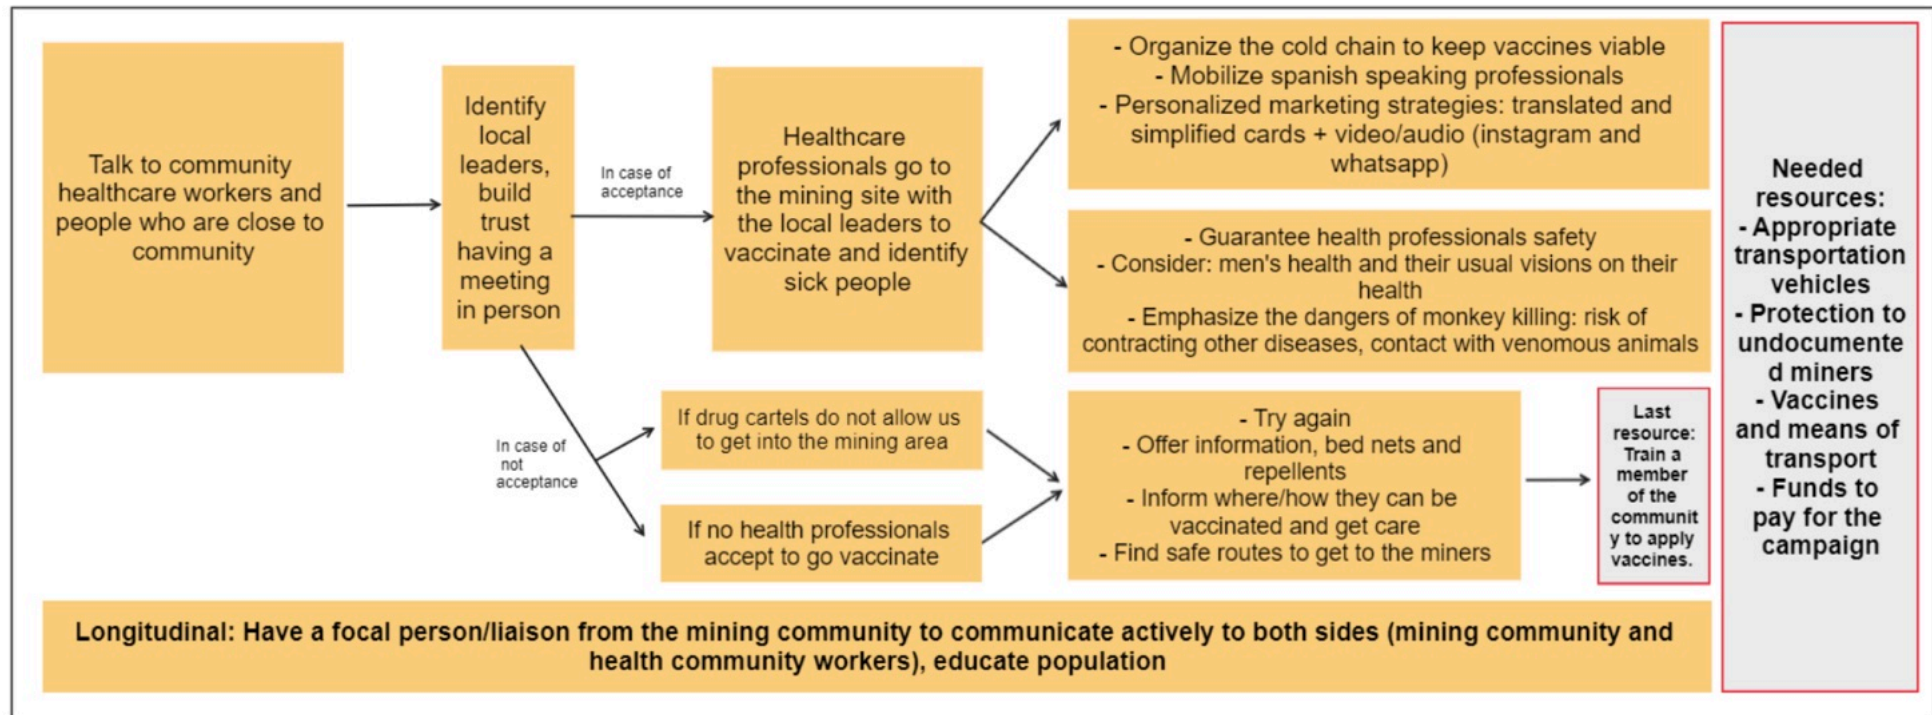 Talk to community
healthcare workers and
people who are close to
community
Identify
local
leaders,
build
trust
having a
meeting
in person
In case of
acceptance
Healthcare
professionals go to
the mining site with
the local leaders to
vaccinate and identify
sick people
- Organize the cold chain to keep vaccines viable
- Mobilize spanish speaking professionals
- Personalized marketing strategies: translated and
simplified cards + video/audio (instagram and
whatsapp)
- Guarantee health professionals safety
- Consider: men's health and their usual visions on their
health
- Emphasize the dangers of monkey killing: risk of
contracting other diseases, contact with venomous animals
In case of
not
acceptance
If drug cartels do not allow us
to get into the mining area
If no health professionals
accept to go vaccinate
- Try again
- Offer information, bed nets and
repellents
- Inform where/how they can be
vaccinated and get care
- Find safe routes to get to the miners
Last
resource:
Train a
member
of the
communit
y to apply
vaccines.
Needed
resources:
- Appropriate
transportation
vehicles
- Protection to
undocumente
d miners
- Vaccines
and means of
transport
- Funds to
pay for the
campaign
Longitudinal: Have a focal person/liaison from the mining community to communicate actively to both sides (mining community and
health community workers), educate population